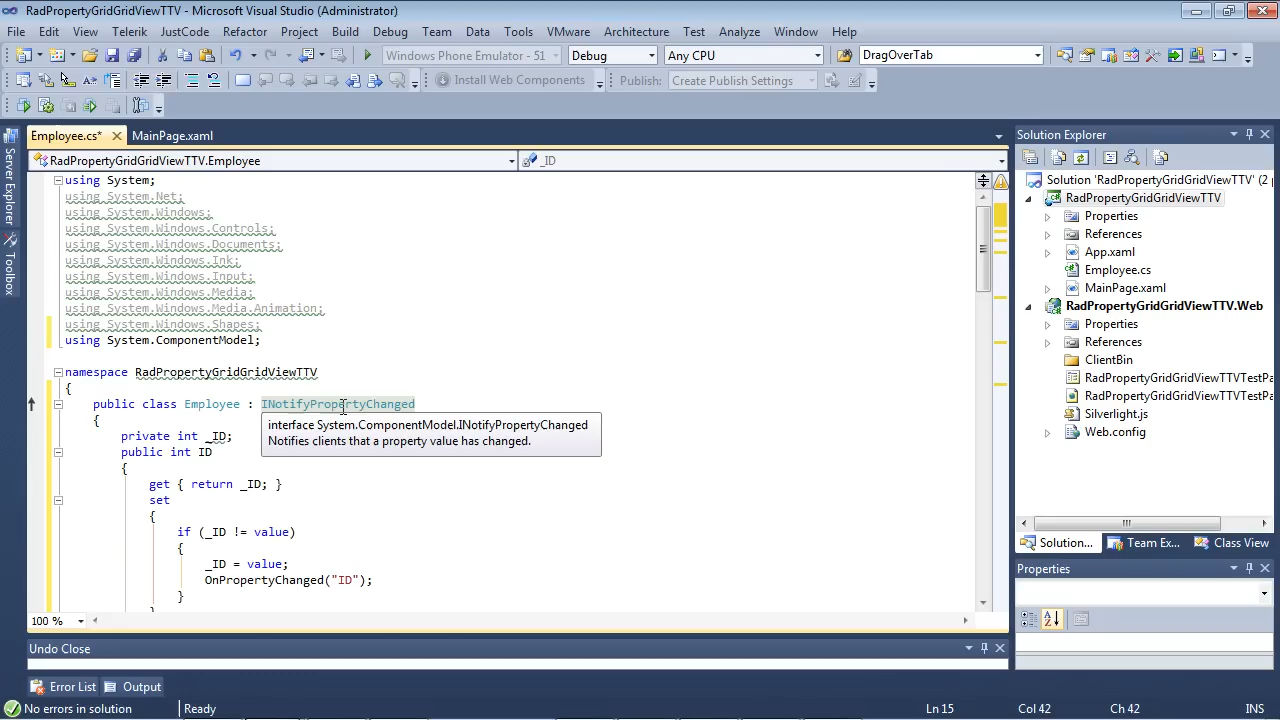 RadPropertyGridGridViewTTV - Microsoft Visual Studio (Administrator)
File Edit View Telerik JustCode Refactor Project Build Debug Team Data Tools VMware Architecture Test Analyze Window Help
Windows Phone Emulator - 51 Debug Any CPU DragOverTab
Install Web Components Publish: Create Publish Settings
Employee.cs* MainPage.xaml
RadPropertyGridGridViewTTV.Employee _ID
using System;
using System.Net;
using System.Windows;
using System.Windows.Controls;
using System.Windows.Documents;
using System.Windows.Ink;
using System.Windows.Input;
using System.Windows.Media;
using System.Windows.Media.Animation;
using System.Windows.Shapes;
using System.ComponentModel;
namespace RadPropertyGridGridViewTTV
{
public class Employee : INotifyPropertyChanged
{
interface System.ComponentModel.INotifyPropertyChanged
Notifies clients that a property value has changed.
private int _ID;
public int ID
{
get { return _ID; }
set
{
if (_ID != value)
{
_ID = value;
OnPropertyChanged("ID");
}
100 %
Undo Close
Error List Output
No errors in solution Ready Ln 15 Col 42 Ch 42 INS
Server Explorer
Toolbox
Solution Explorer
Solution 'RadPropertyGridGridViewTTV' (2 p
RadPropertyGridGridViewTTV
Properties
References
App.xaml
Employee.cs
MainPage.xaml
RadPropertyGridGridViewTTV.Web
Properties
References
ClientBin
RadPropertyGridGridViewTTVTestPa
RadPropertyGridGridViewTTVTestPa
Silverlight.js
Web.config
Solution... Team Ex... Class View
Properties